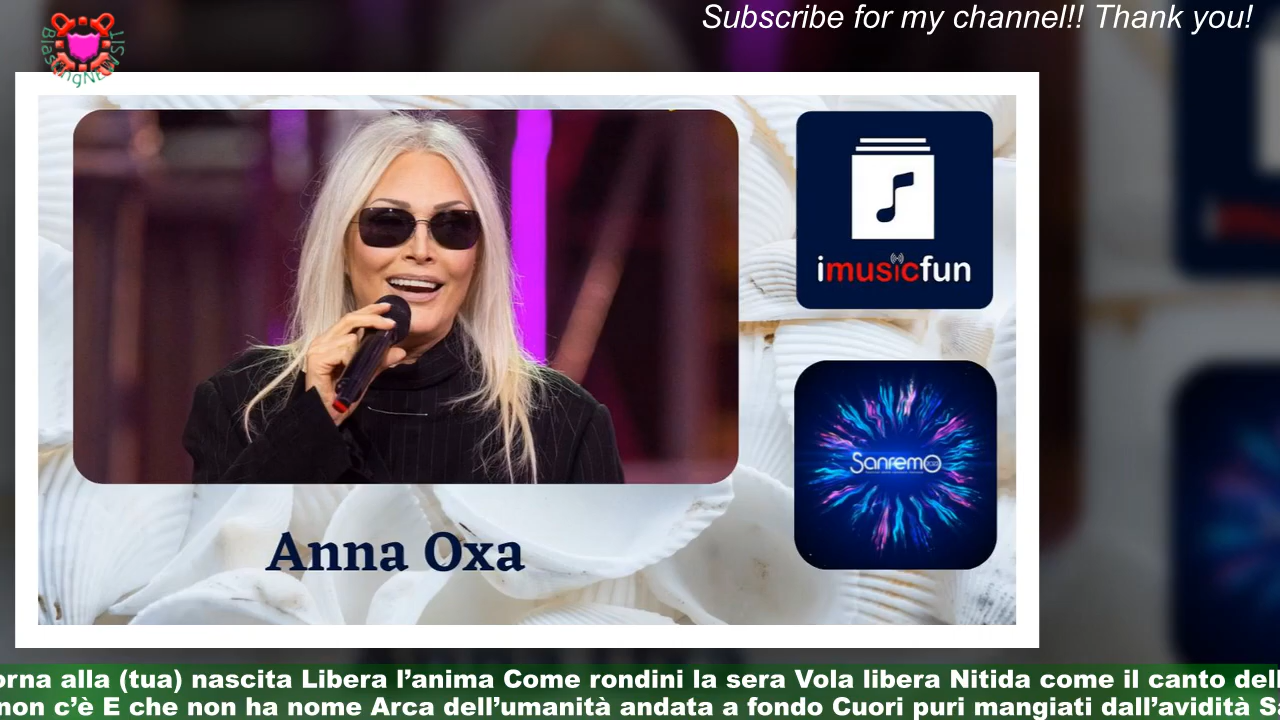 Subscribe for my channel!! Thank you!
BlastingNEWSIT
imusicfun
Sanremo
Anna Oxa
orna alla (tua) nascita Libera l’anima Come rondini la sera Vola libera Nitida come il canto dell
non c’è E che non ha nome Arca dell’umanità andata a fondo Cuori puri mangiati dall’avidità Sa